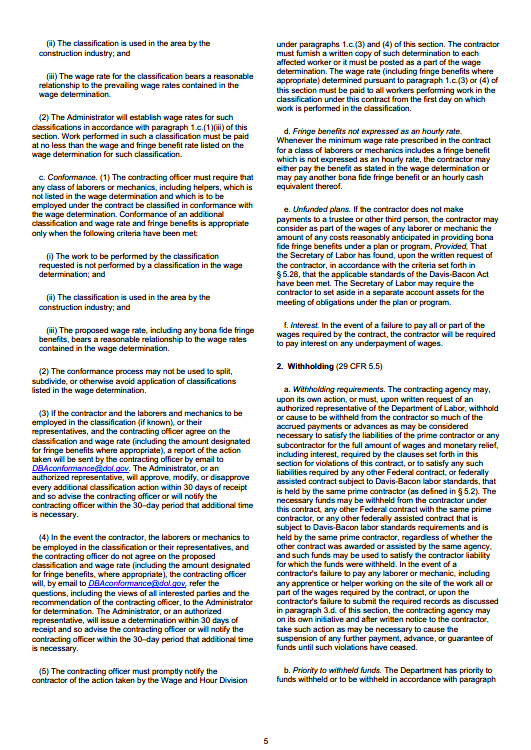 (ii) The classification is used in the area by the
construction industry; and
(iii) The wage rate for the classification bears a reasonable
relationship to the prevailing wage rates contained in the
wage determination.
(2) The Administrator will establish wage rates for such
classifications in accordance with paragraph 1.c.(1)(iii) of this
section. Work performed in such a classification must be paid
at no less than the wage and fringe benefit rate listed on the
wage determination for such classification.
c. Conformance. (1) The contracting officer must require that
any class of laborers or mechanics, including helpers, which is
not listed in the wage determination and which is to be
employed under the contract be classified in conformance with
the wage determination. Conformance of an additional
classification and wage rate and fringe benefits is appropriate
only when the following criteria have been met:
(i) The work to be performed by the classification
requested is not performed by a classification in the wage
determination; and
(ii) The classification is used in the area by the
construction industry; and
(iii) The proposed wage rate, including any bona fide fringe
benefits, bears a reasonable relationship to the wage rates
contained in the wage determination.
(2) The conformance process may not be used to split,
subdivide, or otherwise avoid application of classifications
listed in the wage determination.
(3) If the contractor and the laborers and mechanics to be
employed in the classification (if known), or their
representatives, and the contracting officer agree on the
classification and wage rate (including the amount designated
for fringe benefits where appropriate), a report of the action
taken will be sent by the contracting officer by email to
DBAconformance@dol.gov. The Administrator, or an
authorized representative, will approve, modify, or disapprove
every additional classification action within 30 days of receipt
and so advise the contracting officer or will notify the
contracting officer within the 30–day period that additional time
is necessary.
(4) In the event the contractor, the laborers or mechanics to
be employed in the classification or their representatives, and
the contracting officer do not agree on the proposed
classification and wage rate (including the amount designated
for fringe benefits, where appropriate), the contracting officer
will, by email to DBAconformance@dol.gov, refer the
questions, including the views of all interested parties and the
recommendation of the contracting officer, to the Administrator
for determination. The Administrator, or an authorized
representative, will issue a determination within 30 days of
receipt and so advise the contracting officer or will notify the
contracting officer within the 30–day period that additional time
is necessary.
(5) The contracting officer must promptly notify the
contractor of the action taken by the Wage and Hour Division
under paragraphs 1.c.(3) and (4) of this section. The contractor
must furnish a written copy of such determination to each
affected worker or it must be posted as a part of the wage
determination. The wage rate (including fringe benefits where
appropriate) determined pursuant to paragraph 1.c.(3) or (4) of
this section must be paid to all workers performing work in the
classification under this contract from the first day on which
work is performed in the classification.
d. Fringe benefits not expressed as an hourly rate.
Whenever the minimum wage rate prescribed in the contract
for a class of laborers or mechanics includes a fringe benefit
which is not expressed as an hourly rate, the contractor may
either pay the benefit as stated in the wage determination or
may pay another bona fide fringe benefit or an hourly cash
equivalent thereof.
e. Unfunded plans. If the contractor does not make
payments to a trustee or other third person, the contractor may
consider as part of the wages of any laborer or mechanic the
amount of any costs reasonably anticipated in providing bona
fide fringe benefits under a plan or program, Provided, That
the Secretary of Labor has found, upon the written request of
the contractor, in accordance with the criteria set forth in
§ 5.28, that the applicable standards of the Davis-Bacon Act
have been met. The Secretary of Labor may require the
contractor to set aside in a separate account assets for the
meeting of obligations under the plan or program.
f. Interest. In the event of a failure to pay all or part of the
wages required by the contract, the contractor will be required
to pay interest on any underpayment of wages.
2. Withholding (29 CFR 5.5)
a. Withholding requirements. The contracting agency may,
upon its own action, or must, upon written request of an
authorized representative of the Department of Labor, withhold
or cause to be withheld from the contractor so much of the
accrued payments or advances as may be considered
necessary to satisfy the liabilities of the prime contractor or any
subcontractor for the full amount of wages and monetary relief,
including interest, required by the clauses set forth in this
section for violations of this contract, or to satisfy any such
liabilities required by any other Federal contract, or federally
assisted contract subject to Davis-Bacon labor standards, that
is held by the same prime contractor (as defined in § 5.2). The
necessary funds may be withheld from the contractor under
this contract, any other Federal contract with the same prime
contractor, or any other federally assisted contract that is
subject to Davis-Bacon labor standards requirements and is
held by the same prime contractor, regardless of whether the
other contract was awarded or assisted by the same agency,
and such funds may be used to satisfy the contractor liability
for which the funds were withheld. In the event of a
contractor's failure to pay any laborer or mechanic, including
any apprentice or helper working on the site of the work all or
part of the wages required by the contract, or upon the
contractor's failure to submit the required records as discussed
in paragraph 3.d. of this section, the contracting agency may
on its own initiative and after written notice to the contractor,
take such action as may be necessary to cause the
suspension of any further payment, advance, or guarantee of
funds until such violations have ceased.
b. Priority to withheld funds. The Department has priority to
funds withheld or to be withheld in accordance with paragraph
5